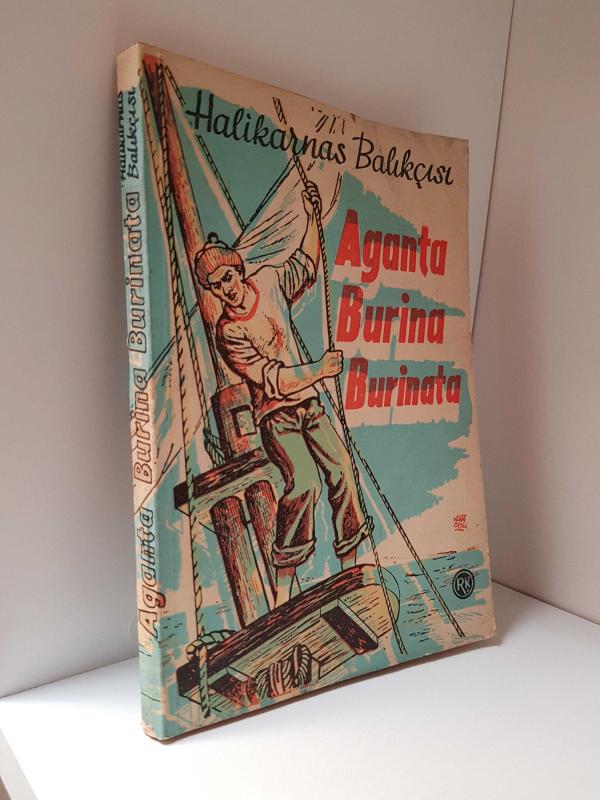 Halikarnas Balıkçısı
Aganta
Burina
Burinata
RK
Halikarnas
Balıkçısı
Aganta Burina Burinata